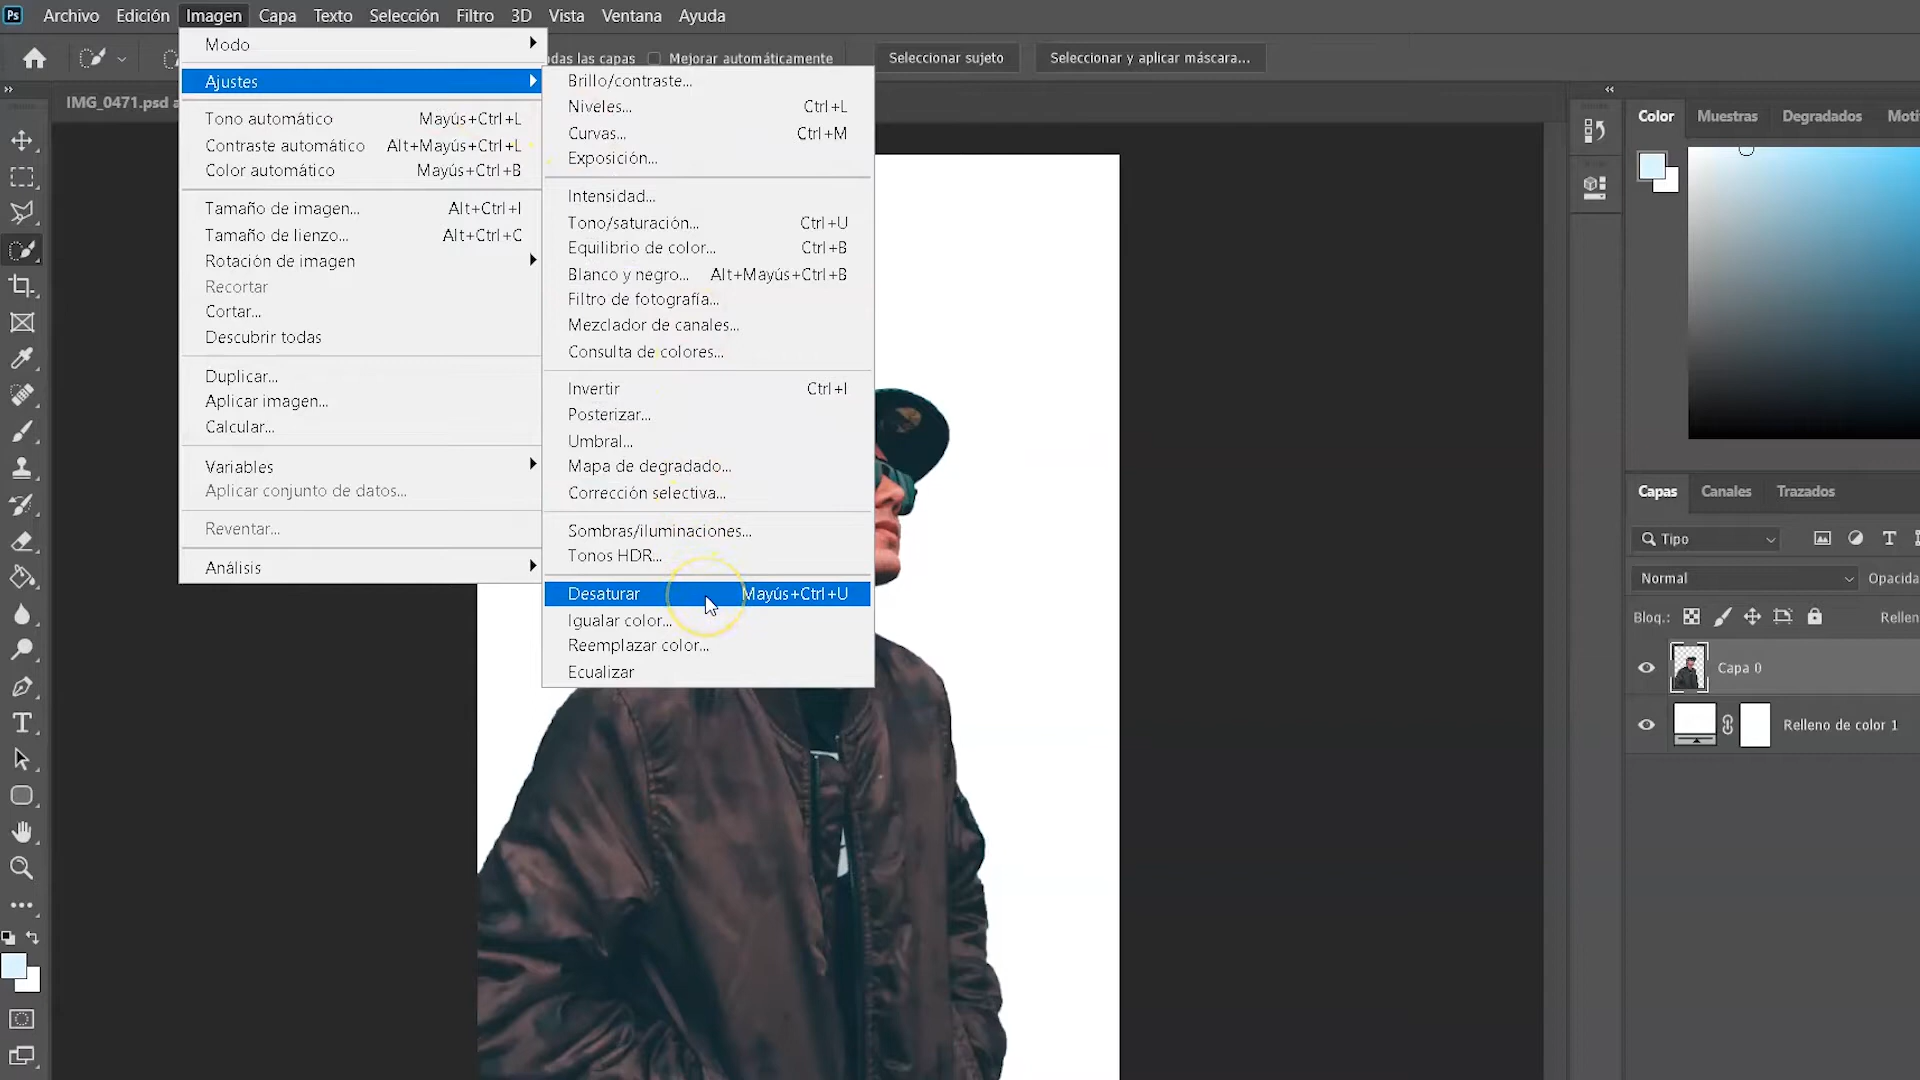 Ps Archivo Edición Imagen Capa Texto Selección Filtro 3D Vista Ventana Ayuda
das las capas Mejorar automáticamente Seleccionar sujeto Seleccionar y aplicar máscara...
IMG_0471.psd a
Modo
Ajustes
Tono automático Mayús+Ctrl+L
Contraste automático Alt+Mayús+Ctrl+L
Color automático Mayús+Ctrl+B
Tamaño de imagen... Alt+Ctrl+I
Tamaño de lienzo... Alt+Ctrl+C
Rotación de imagen
Recortar
Cortar...
Descubrir todas
Duplicar...
Aplicar imagen...
Calcular...
Variables
Aplicar conjunto de datos...
Reventar...
Análisis
Brillo/contraste...
Niveles... Ctrl+L
Curvas... Ctrl+M
Exposición...
Intensidad...
Tono/saturación... Ctrl+U
Equilibrio de color... Ctrl+B
Blanco y negro... Alt+Mayús+Ctrl+B
Filtro de fotografía...
Mezclador de canales...
Consulta de colores...
Invertir Ctrl+I
Posterizar...
Umbral...
Mapa de degradado...
Corrección selectiva...
Sombras/iluminaciones...
Tonos HDR...
Desaturar Mayús+Ctrl+U
Igualar color...
Reemplazar color...
Ecualizar
Color Muestras Degradados Moti
Capas Canales Trazados
Tipo
Normal Opacida
Bloq.: Rellen
Capa 0
Relleno de color 1